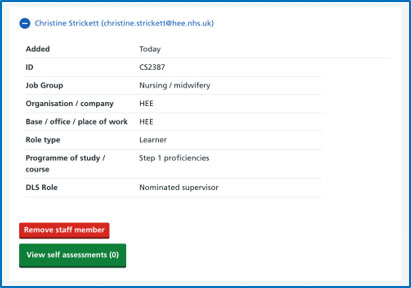 Christine Strickett (christine.strickett@hee.nhs.uk)
Added Today
ID CS2387
Job Group Nursing / midwifery
Organisation / company HEE
Base / office / place of work HEE
Role type Learner
Programme of study / Step 1 proficiencies
course
DLS Role Nominated supervisor
Remove staff member
View self assessments (0)